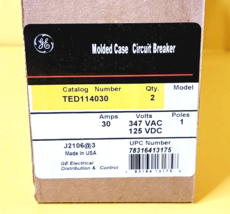 GE
Molded Case Circuit Breaker
Catalog Number Qty. Model
TED114030 2
Amps Volts Poles
30 347 VAC 1
125 VDC
J2106@3 UPC Number
Made in USA 78316413175
GE Electrical
Distribution & Control